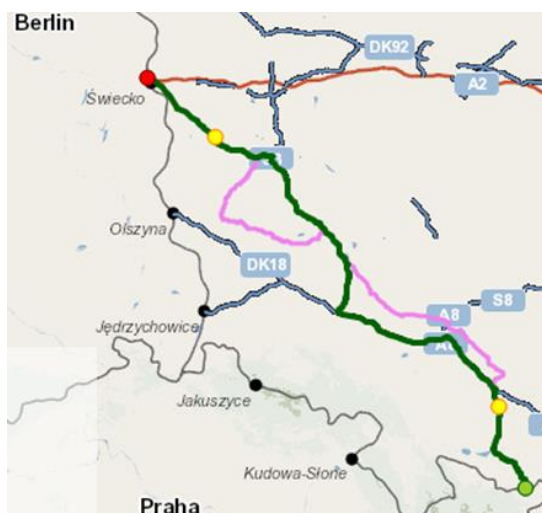 Berlin
DK92
A2
Świecko
Olszyna
DK18
S8
A8
Jędrzychowice
Jakuszyce
Kudowa-Słone
Praha